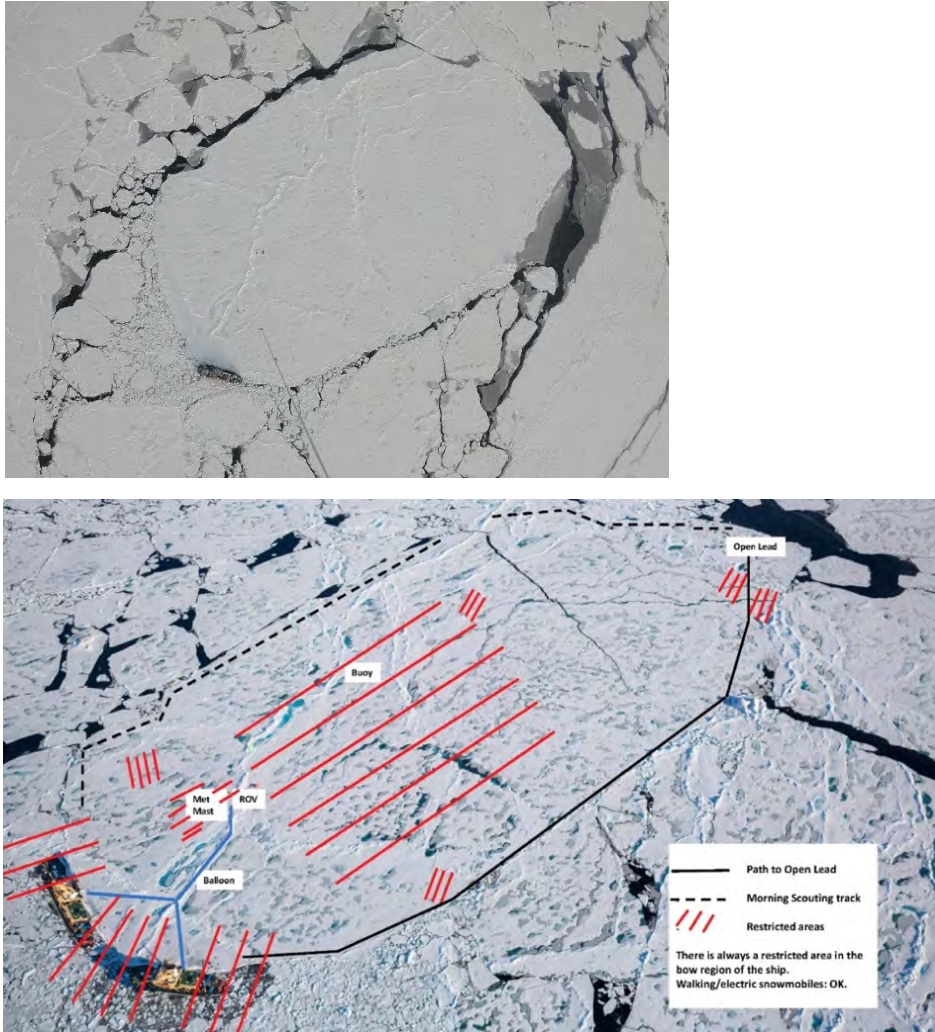 Open Lead
Buoy
Met
Mast
ROV
Balloon
Path to Open Lead
Morning Scouting track
Restricted areas
There is always a restricted area in the
bow region of the ship.
Walking/electric snowmobiles: OK.